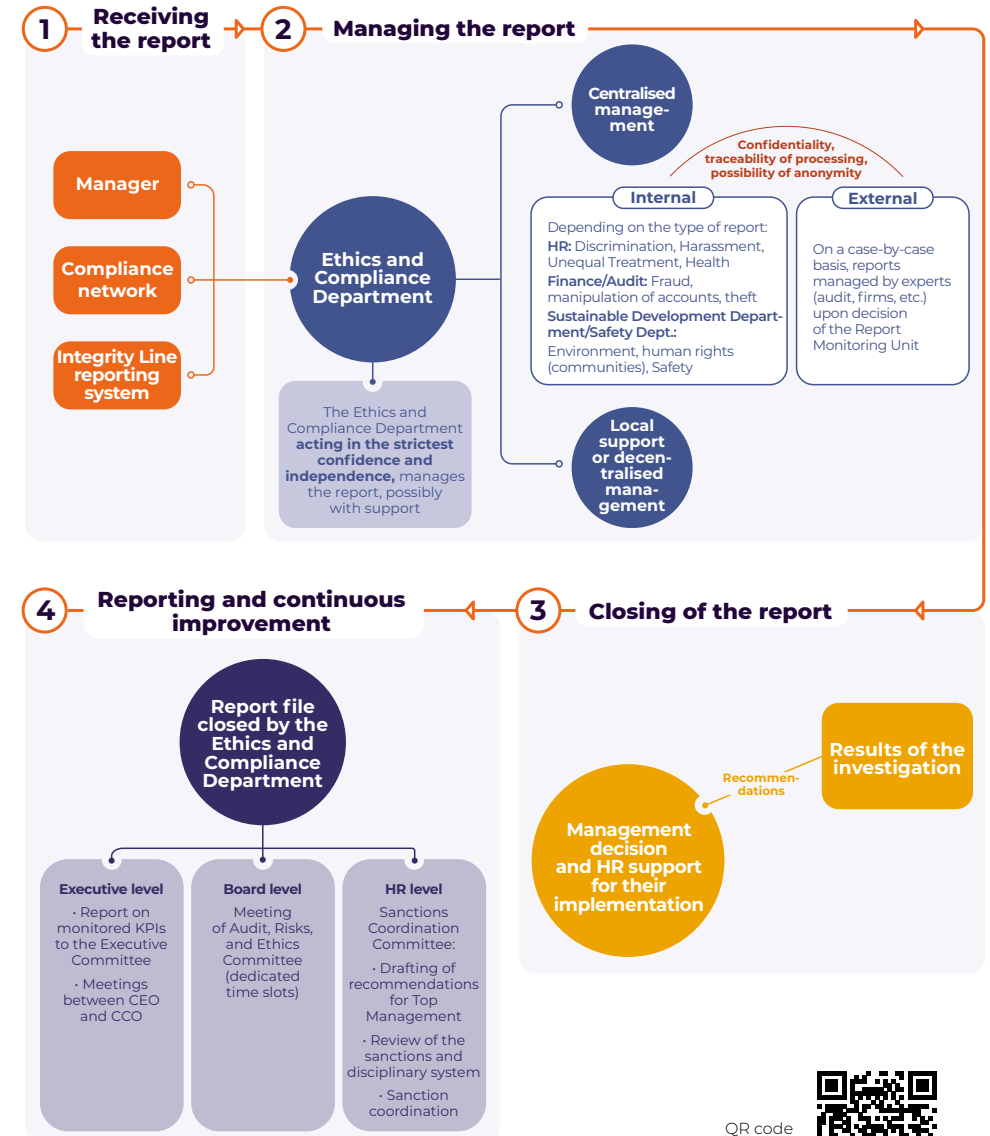 1
Receiving
the report
2
Managing the report
Manager
Compliance
network
Integrity Line
reporting
system
Ethics and
Compliance
Department
The Ethics and
Compliance Department
acting in the strictest
confidence and
independence, manages
the report, possibly
with support
Centralised
manage-
ment
Confidentiality,
traceability of processing,
possibility of anonymity
Internal
Depending on the type of report:
HR: Discrimination, Harassment,
Unequal Treatment, Health
Finance/Audit: Fraud,
manipulation of accounts, theft
Sustainable Development Depart-
ment/Safety Dept.:
Environment, human rights
(communities), Safety
External
On a case-by-case
basis, reports
managed by experts
(audit, firms, etc.)
upon decision
of the Report
Monitoring Unit
Local
support
or decen-
tralised
mana-
gement
3
Closing of the report
Results of the
investigation
Recommen-
dations
Management
decision
and HR support
for their
implementation
4
Reporting and continuous
improvement
Report file
closed by the
Ethics and
Compliance
Department
Executive level
• Report on
monitored KPIs
to the Executive
Committee
• Meetings
between CEO
and CCO
Board level
Meeting
of Audit, Risks,
and Ethics
Committee
(dedicated
time slots)
HR level
Sanctions
Coordination
Committee:
• Drafting of
recommendations
for Top
Management
• Review of the
sanctions and
disciplinary system
• Sanction
coordination
QR code